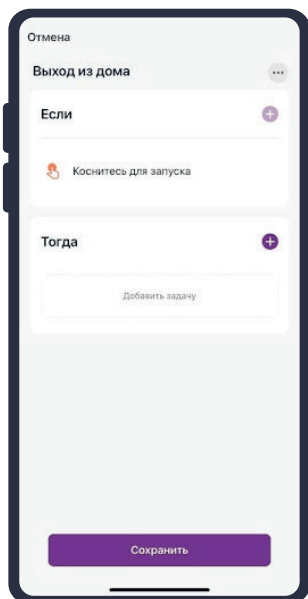 Отмена
Выход из дома
Если
Коснитесь для запуска
Тогда
Добавить задачу
Сохранить